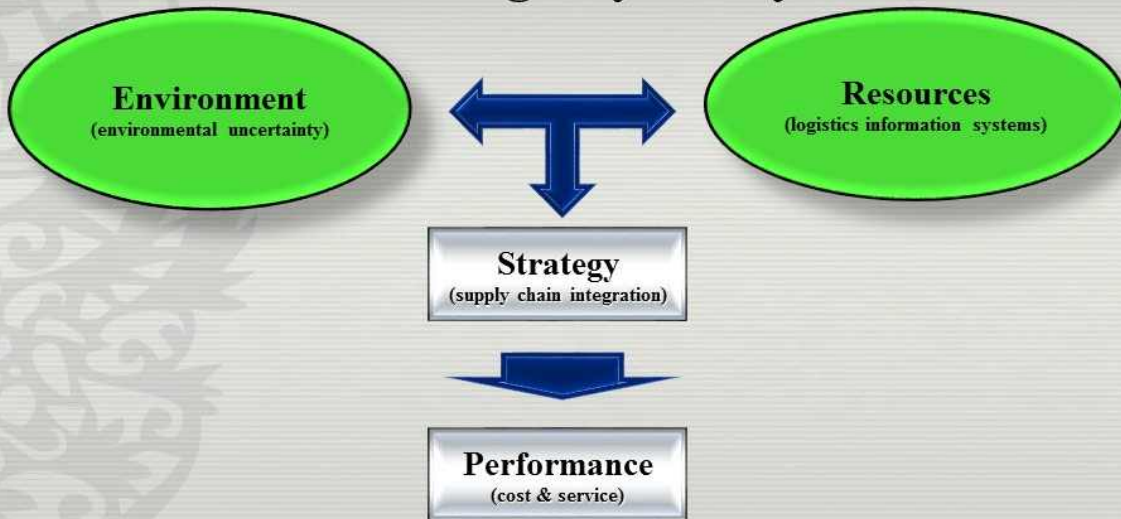 Environment
(environmental uncertainty)
Resources
(logistics information systems)
Strategy
(supply chain integration)
Performance
(cost & service)